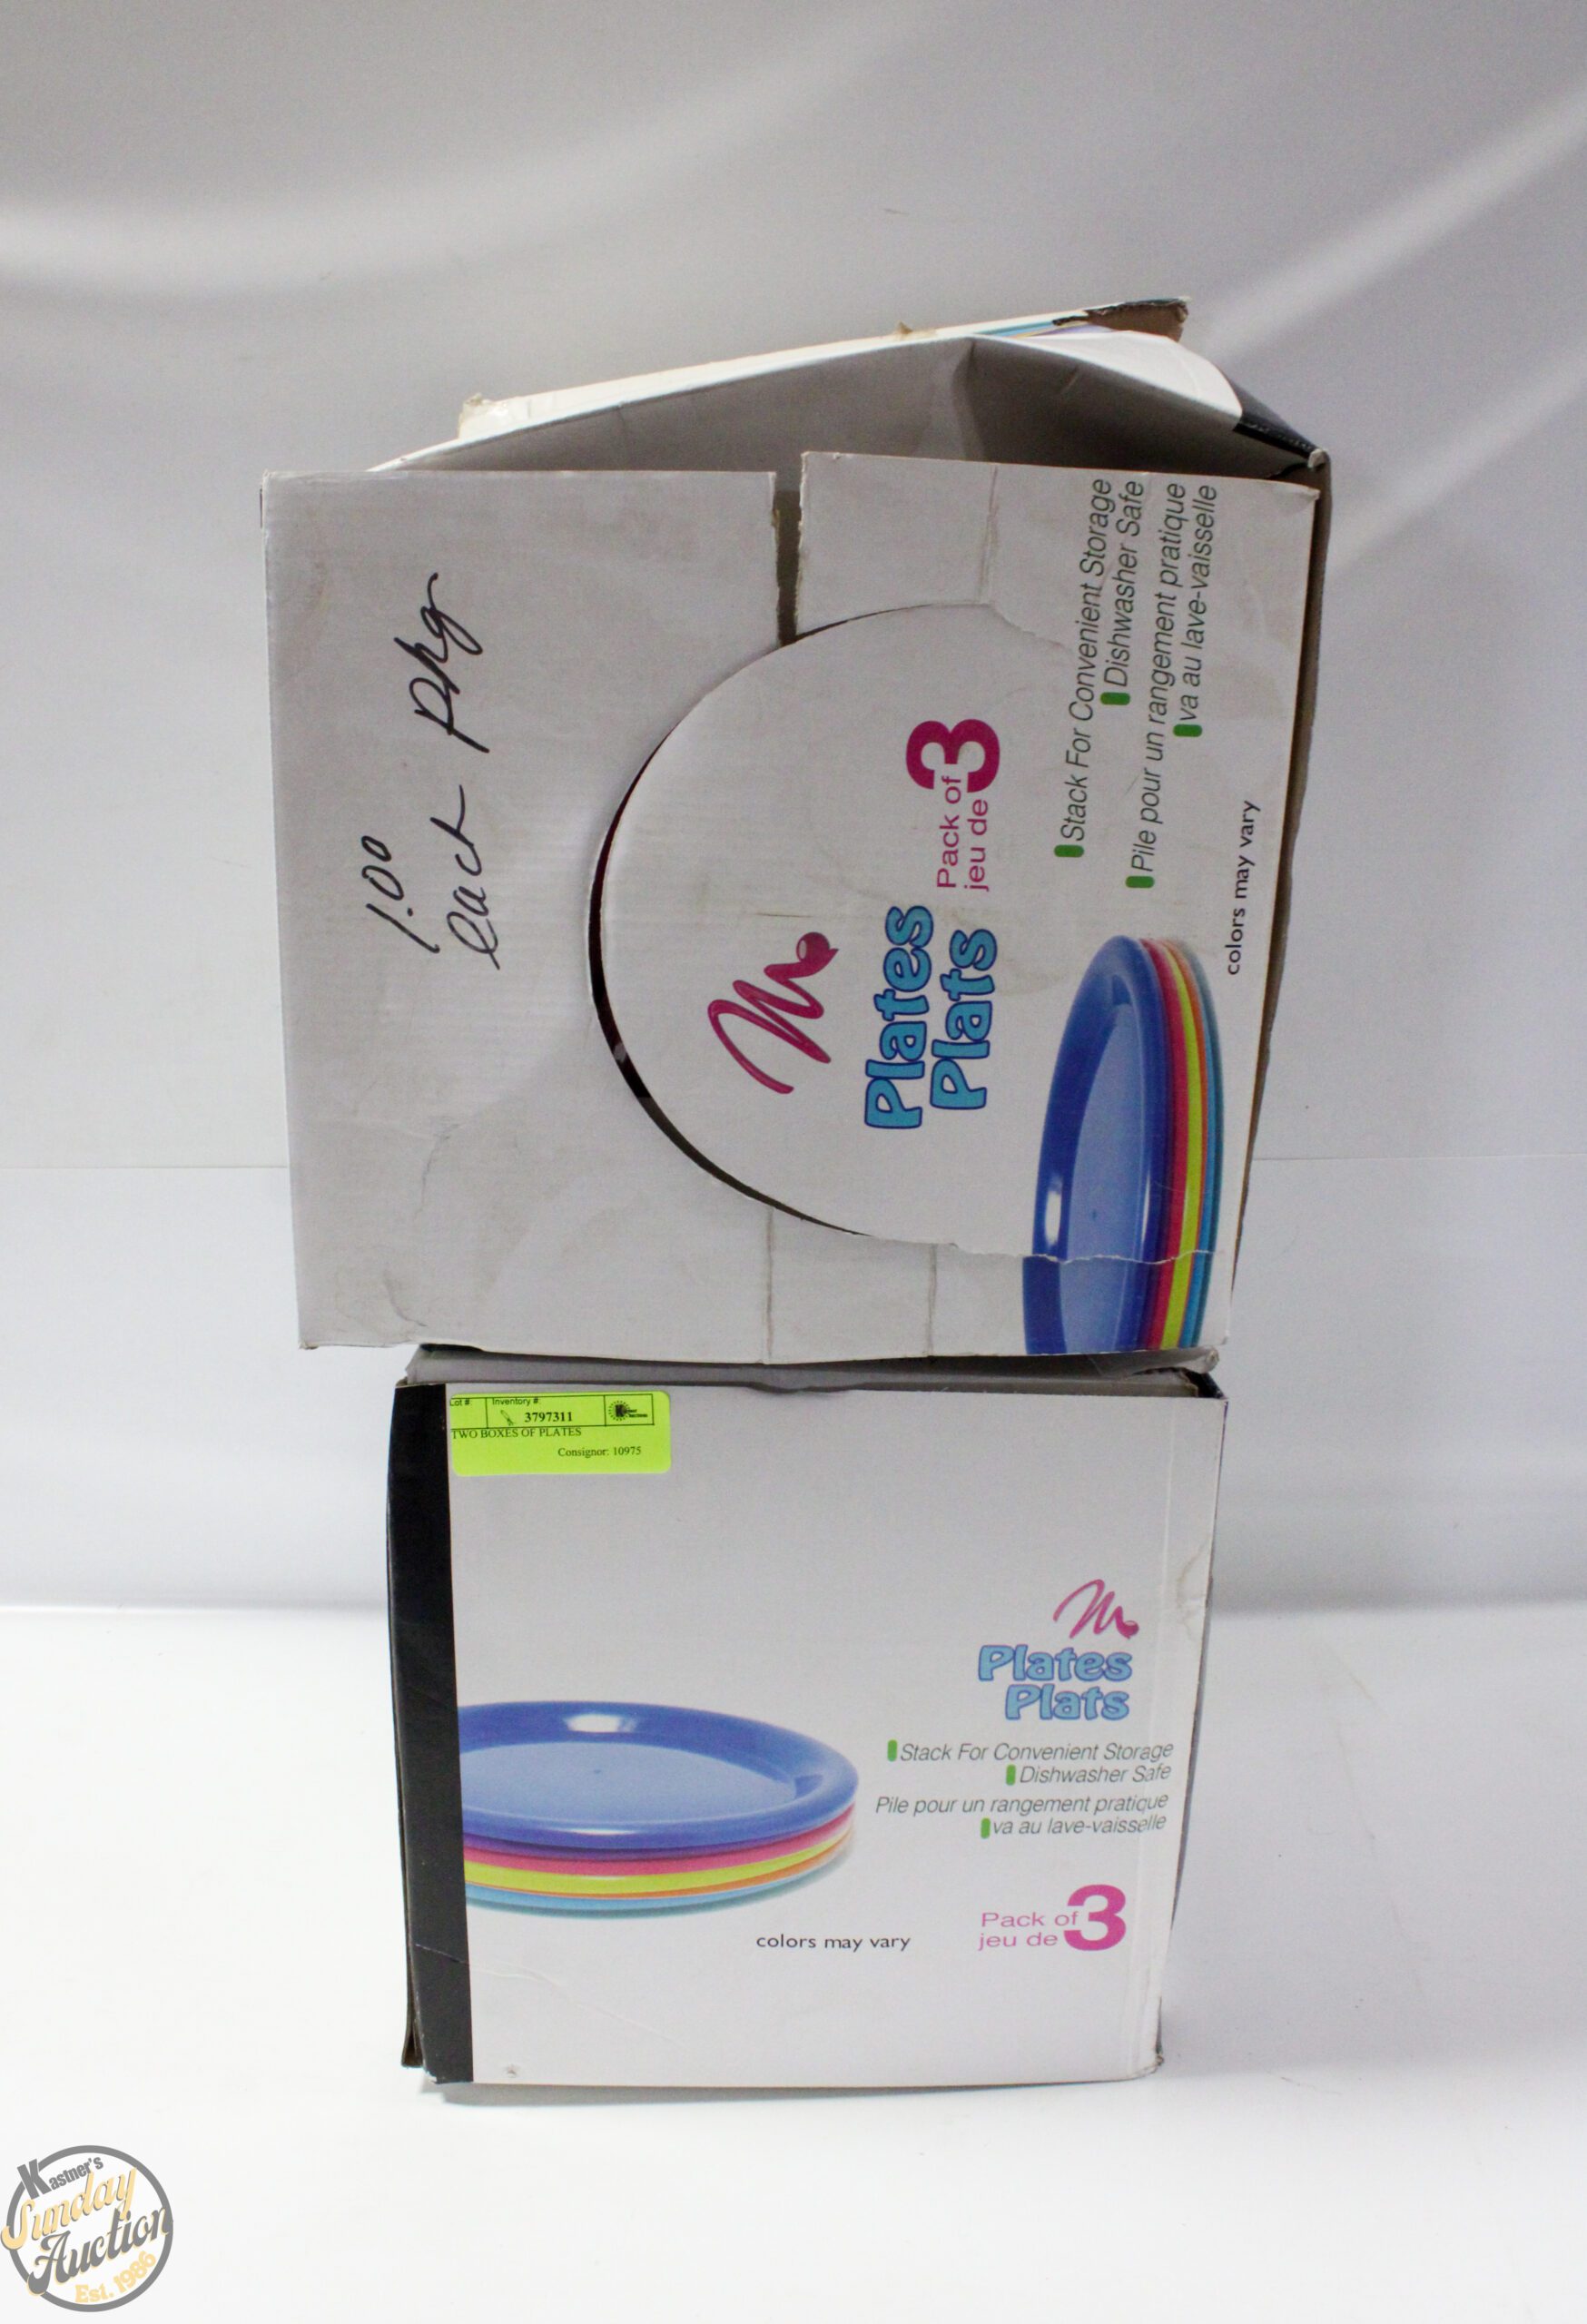 1.00
each pkg
Plates
Plats
Pack of 3
jeu de
Stack For Convenient Storage
Dishwasher Safe
Pile pour un rangement pratique
va au lave-vaisselle
colors may vary
Lot # Inventory #
3797311
TWO BOXES OF PLATES
Consignor: 10975
Plates
Plats
Stack For Convenient Storage
Dishwasher Safe
Pile pour un rangement pratique
va au lave-vaisselle
Pack of 3
jeu de
colors may vary
Kastner's
Sunday
Auction
Est. 1986